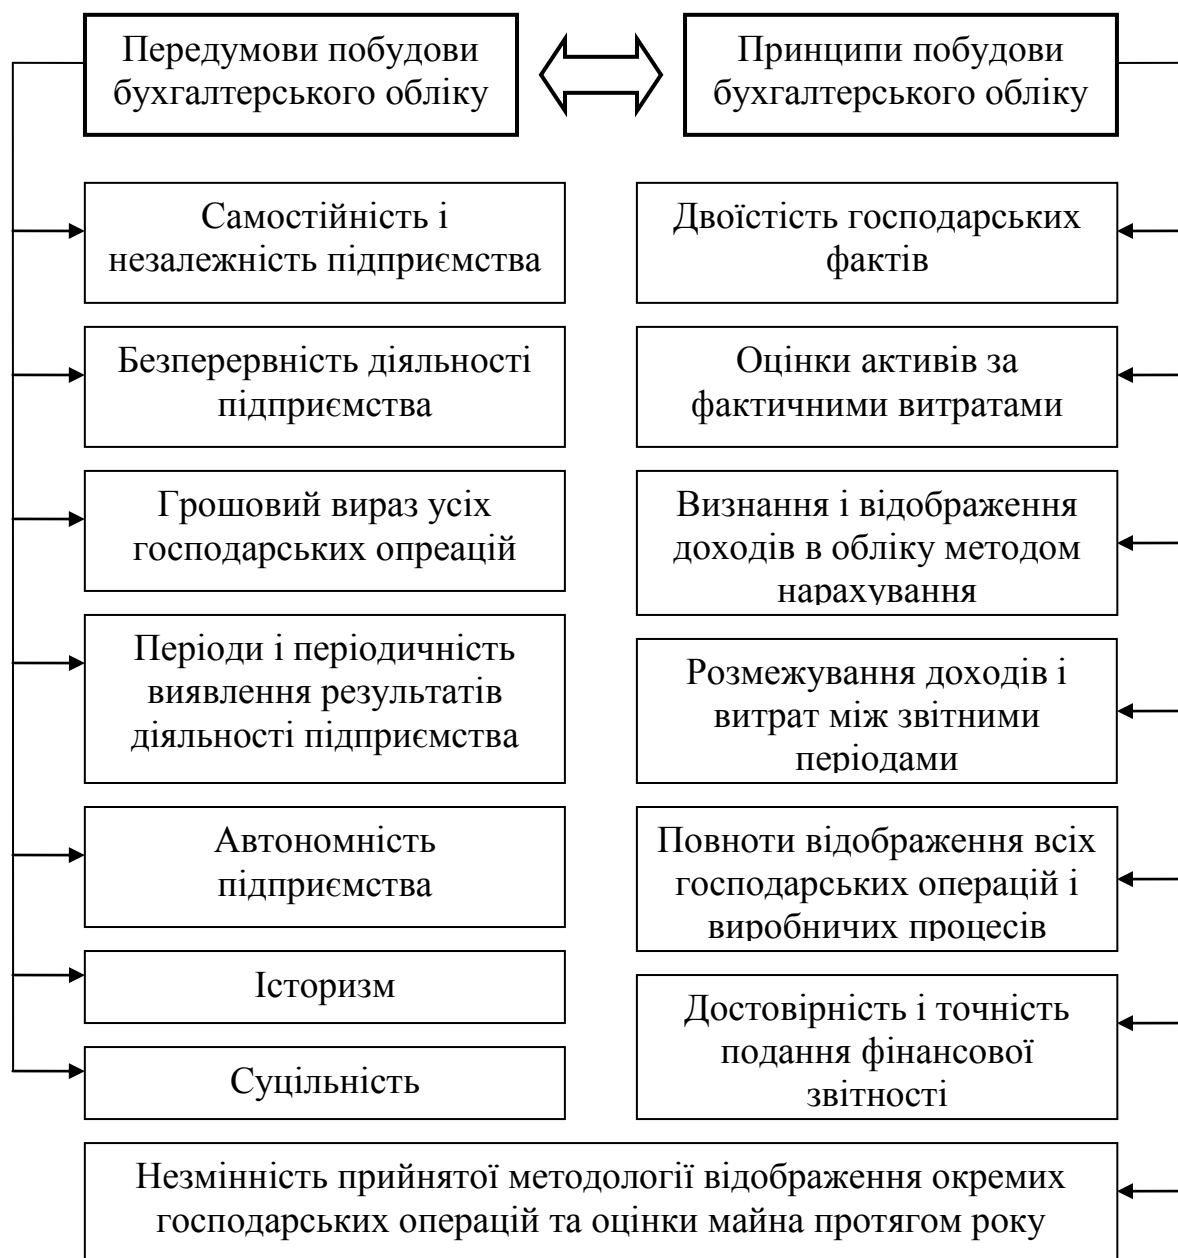 Передумови побудови
бухгалтерського обліку
Принципи побудови
бухгалтерського обліку
Самостійність і
незалежність підприємства
Безперервність діяльності
підприємства
Грошовий вираз усіх
господарських опреацій
Періоди і періодичність
виявлення результатів
діяльності підприємства
Автономність
підприємства
Історизм
Суцільність
Двоїстість господарських
фактів
Оцінки активів за
фактичними витратами
Визнання і відображення
доходів в обліку методом
нарахування
Розмежування доходів і
витрат між звітними
періодами
Повноти відображення всіх
господарських операцій і
виробничих процесів
Достовірність і точність
подання фінансової
звітності
Незмінність прийнятої методології відображення окремих
господарських операцій та оцінки майна протягом року